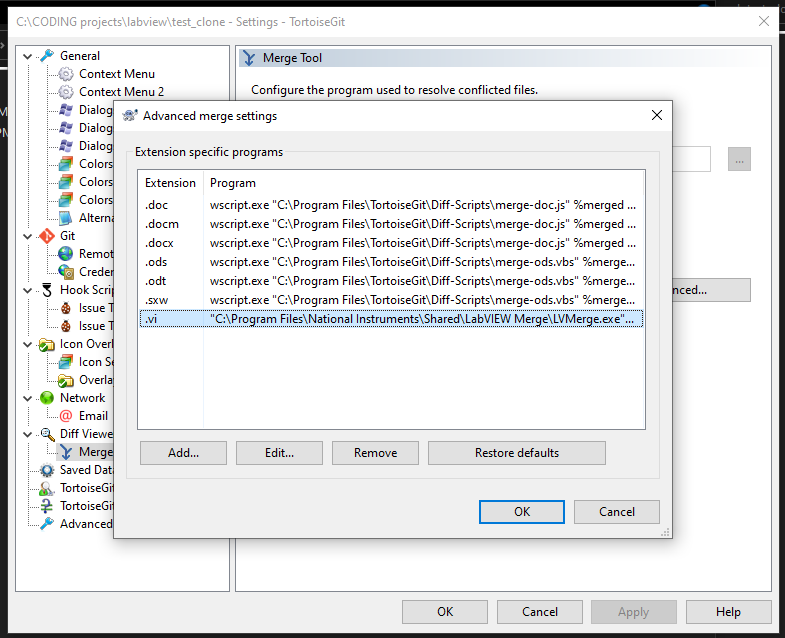 C:\CODING projects\labview\test_clone - Settings - TortoiseGit
General
Context Menu
Context Menu 2
Dialog
Dialog
Dialog
Colors
Colors
Colors
Alterna
Git
Remot
Creder
Hook Scrip
Issue T
Issue T
Icon Overl
Icon Se
Overla
Network
Email
Diff Viewe
Merge
Saved Data
TortoiseGit
TortoiseGi
Advanced
Merge Tool
Configure the program used to resolve conflicted files.
...
nced...
Advanced merge settings
Extension specific programs
Extension Program
.doc wscript.exe "C:\Program Files\TortoiseGit\Diff-Scripts\merge-doc.js" %merged ...
.docm wscript.exe "C:\Program Files\TortoiseGit\Diff-Scripts\merge-doc.js" %merged ...
.docx wscript.exe "C:\Program Files\TortoiseGit\Diff-Scripts\merge-doc.js" %merged ...
.ods wscript.exe "C:\Program Files\TortoiseGit\Diff-Scripts\merge-ods.vbs" %merge...
.odt wscript.exe "C:\Program Files\TortoiseGit\Diff-Scripts\merge-ods.vbs" %merge...
.sxw wscript.exe "C:\Program Files\TortoiseGit\Diff-Scripts\merge-ods.vbs" %merge...
.vi "C:\Program Files\National Instruments\Shared\LabVIEW Merge\LVMerge.exe"...
Add... Edit... Remove Restore defaults
OK Cancel
OK Cancel Apply Help